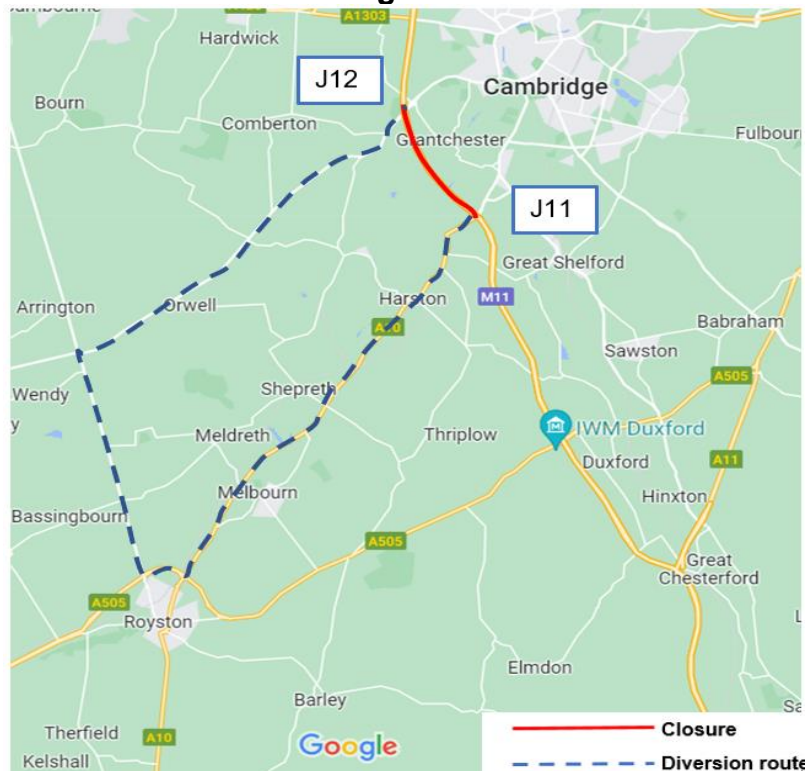 A1303
Hardwick
J12
Cambridge
Bourn
Comberton
Grantchester
Fulbourn
J11
Great Shelford
Arrington
Orwell
Harston
M11
Babraham
A10
Sawston
A505
Wendy
Shepreth
IWM Duxford
Meldreth
Thriplow
Duxford
A11
Melbourn
Hinxton
Bassingbourn
A505
Great
Chesterford
A505
Royston
Elmdon
Barley
Therfield
A10
Google
Closure
Kelshall
Diversion route